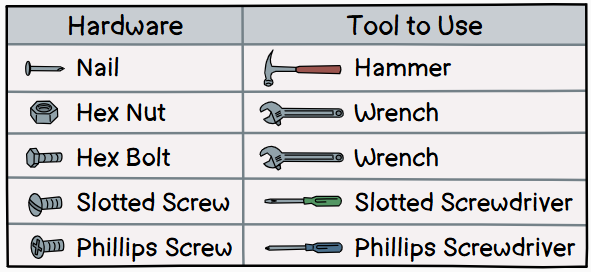 Hardware Tool to Use
Nail Hammer
Hex Nut Wrench
Hex Bolt Wrench
Slotted Screw Slotted Screwdriver
Phillips Screw Phillips Screwdriver